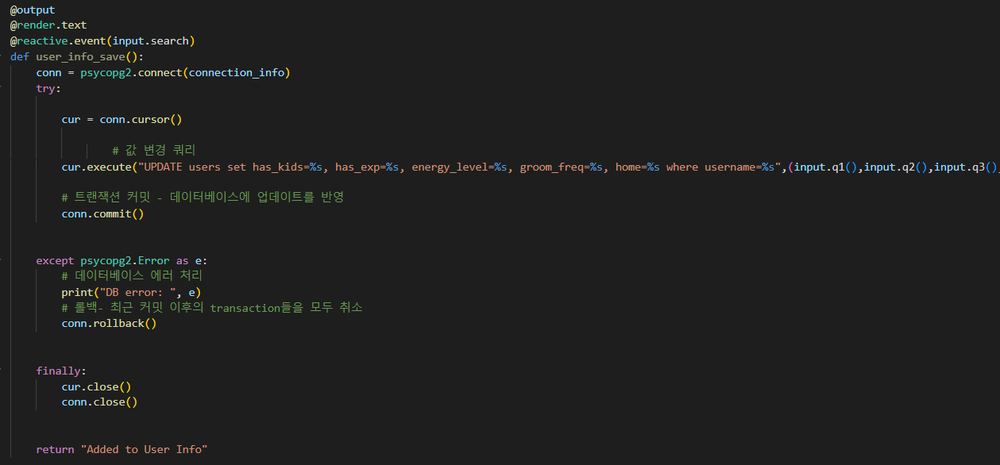 @output
@render.text
@reactive.event(input.search)
def user_info_save():
    conn = psycopg2.connect(connection_info)
    try:
        cur = conn.cursor()
                # 값 변경 쿼리
        cur.execute("UPDATE users set has_kids=%s, has_exp=%s, energy_level=%s, groom_freq=%s, home=%s where username=%s",(input.q1(),input.q2(),input.q3(),
        # 트랜잭션 커밋 - 데이터베이스에 업데이트를 반영
        conn.commit()
    except psycopg2.Error as e:
        # 데이터베이스 에러 처리
        print("DB error: ", e)
        # 롤백- 최근 커밋 이후의 transaction들을 모두 취소
        conn.rollback()
    finally:
        cur.close()
        conn.close()
    return "Added to User Info"